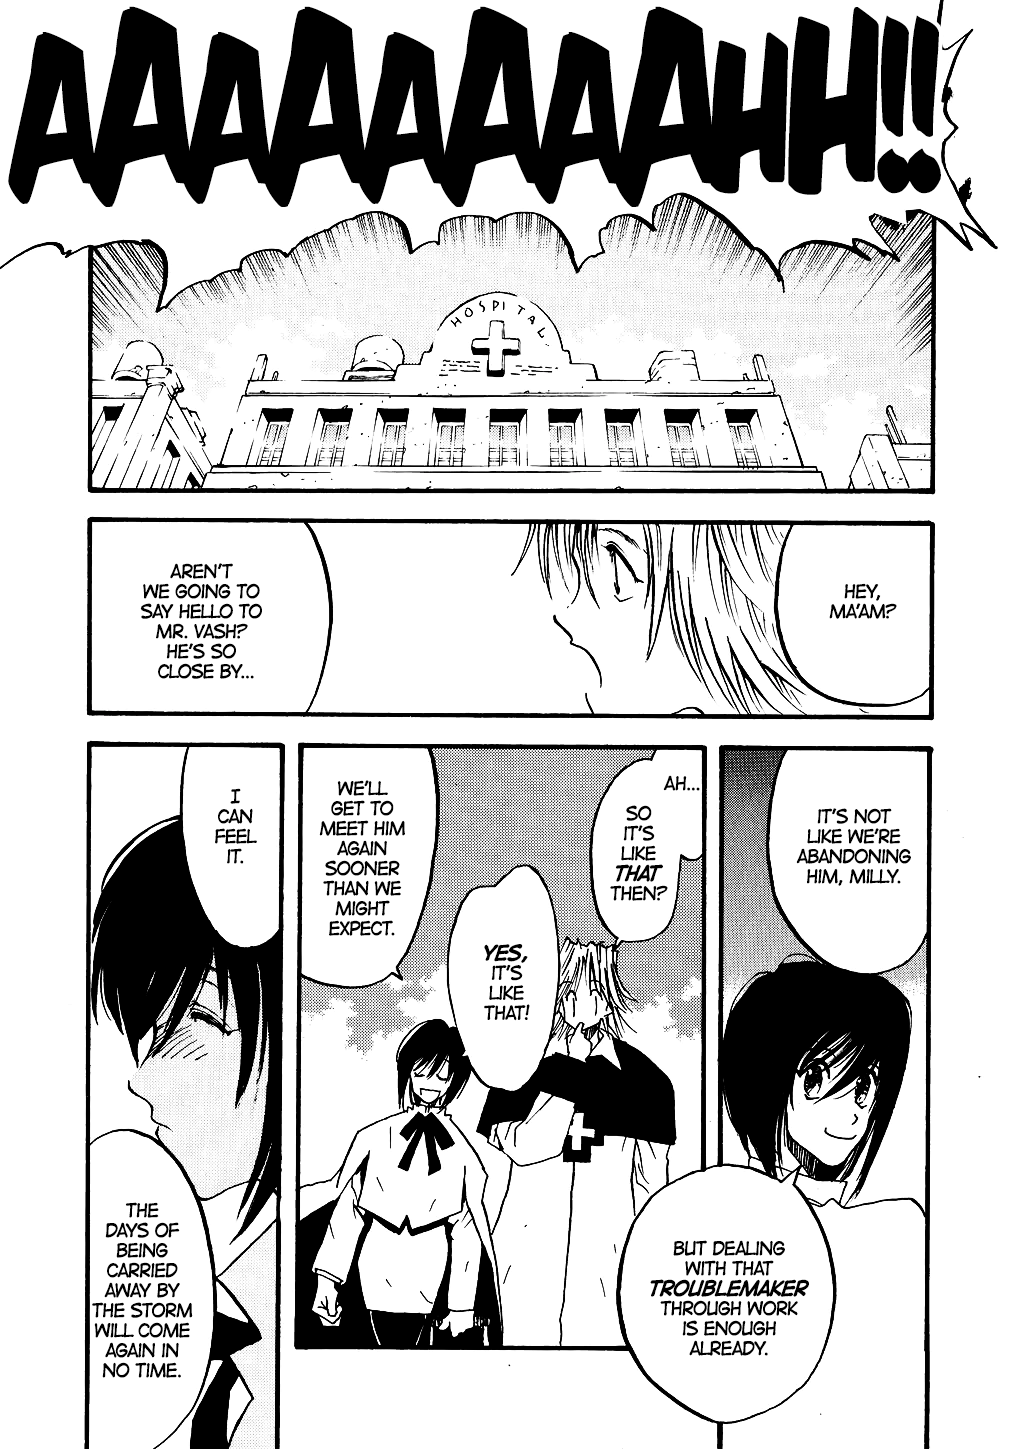 AAAAAAAAHH!!
HOSPITAL
HEY,
MA'AM?
AREN'T
WE GOING TO
SAY HELLO TO
MR. VASH?
HE'S SO
CLOSE BY...
IT'S NOT
LIKE WE'RE
ABANDONING
HIM, MILLY.
BUT DEALING
WITH THAT
TROUBLEMAKER
THROUGH WORK
IS ENOUGH
ALREADY.
AH...
SO
IT'S
LIKE
THAT
THEN?
YES,
IT'S
LIKE
THAT!
WE'LL
GET TO
MEET HIM
AGAIN
SOONER
THAN WE
MIGHT
EXPECT.
I
CAN
FEEL
IT.
THE
DAYS OF
BEING
CARRIED
AWAY BY
THE STORM
WILL COME
AGAIN IN
NO TIME.